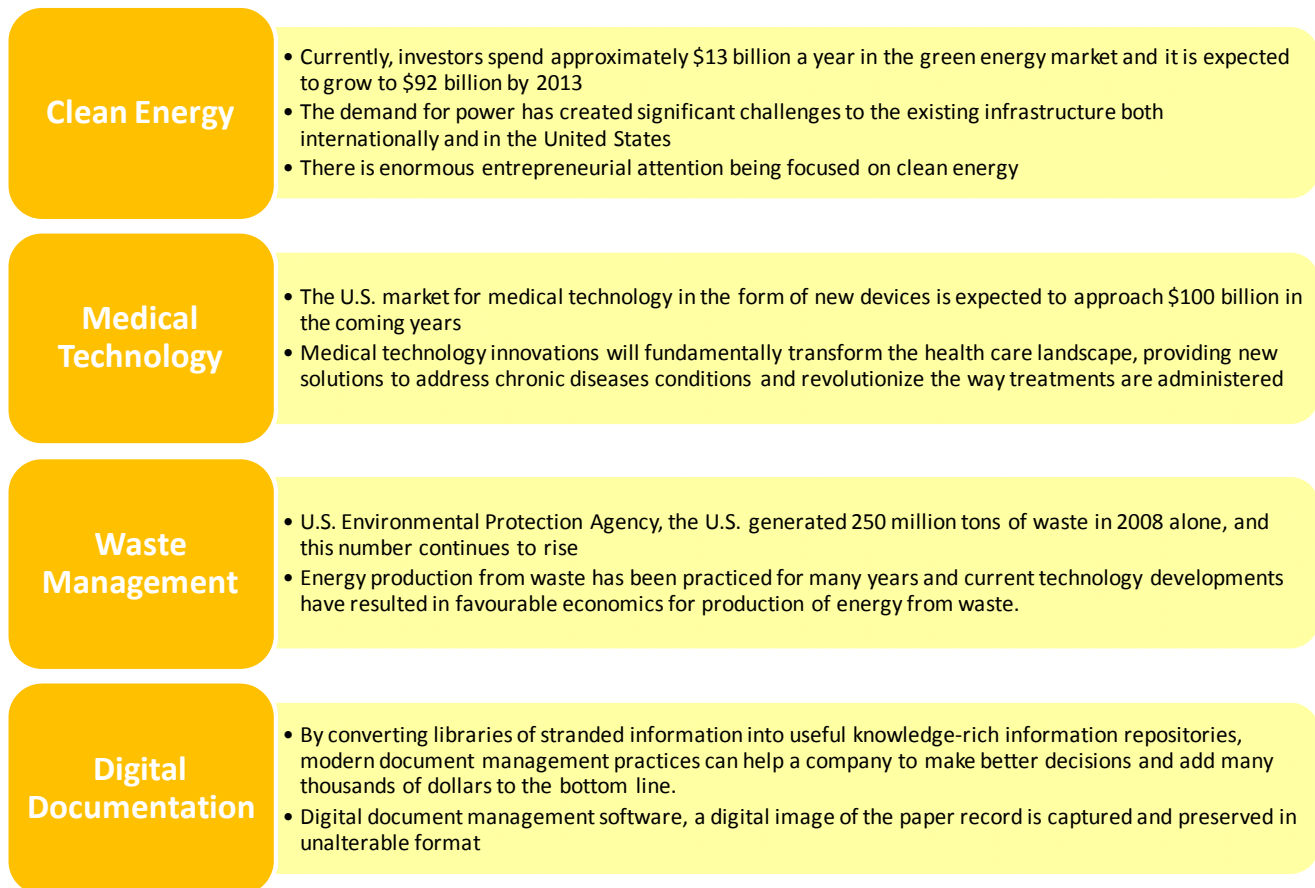 Clean Energy
• Currently, investors spend approximately $13 billion a year in the green energy market and it is expected
to grow to $92 billion by 2013
• The demand for power has created significant challenges to the existing infrastructure both
internationally and in the United States
• There is enormous entrepreneurial attention being focused on clean energy
Medical
Technology
• The U.S. market for medical technology in the form of new devices is expected to approach $100 billion in
the coming years
• Medical technology innovations will fundamentally transform the health care landscape, providing new
solutions to address chronic diseases conditions and revolutionize the way treatments are administered
Waste
Management
• U.S. Environmental Protection Agency, the U.S. generated 250 million tons of waste in 2008 alone, and
this number continues to rise
• Energy production from waste has been practiced for many years and current technology developments
have resulted in favourable economics for production of energy from waste.
Digital
Documentation
• By converting libraries of stranded information into useful knowledge-rich information repositories,
modern document management practices can help a company to make better decisions and add many
thousands of dollars to the bottom line.
• Digital document management software, a digital image of the paper record is captured and preserved in
unalterable format